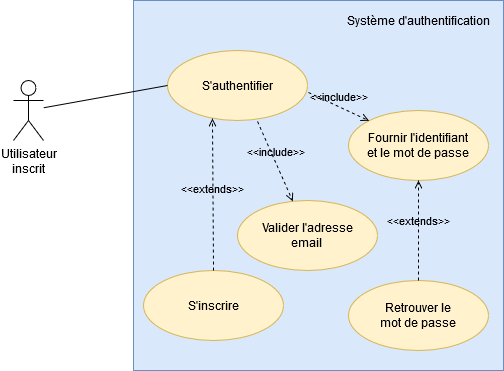 Système d'authentification
S'authentifier
<<include>>
Fournir l'identifiant
et le mot de passe
Utilisateur
inscrit
<<include>>
<<extends>>
<<extends>>
Valider l'adresse
email
S'inscrire
Retrouver le
mot de passe